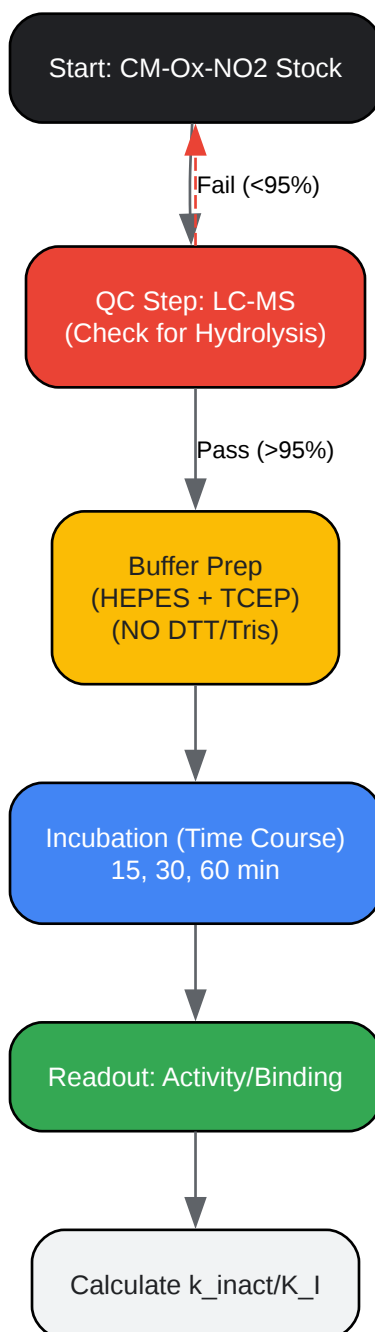 Start: CM-Ox-NO2 Stock
Fail (<95%)
QC Step: LC-MS
(Check for Hydrolysis)
Pass (>95%)
Buffer Prep
(HEPES + TCEP)
(NO DTT/Tris)
Incubation (Time Course)
15, 30, 60 min
Readout: Activity/Binding
Calculate k_inact/K_I